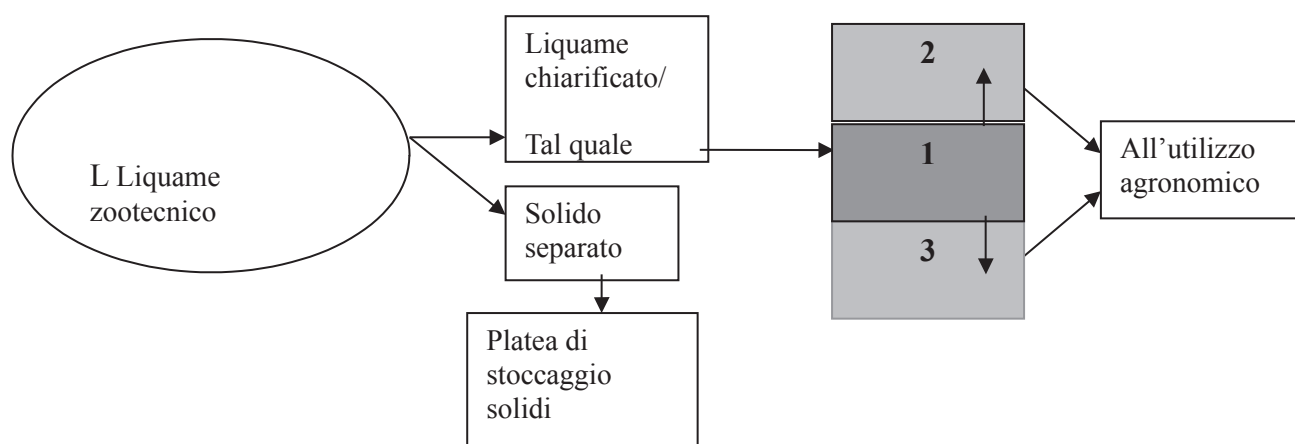 L Liquame
zootecnico
Liquame
chiarificato/
Tal quale
Solido
separato
Platea di
stoccaggio
solidi
2
1
3
All’utilizzo
agronomico